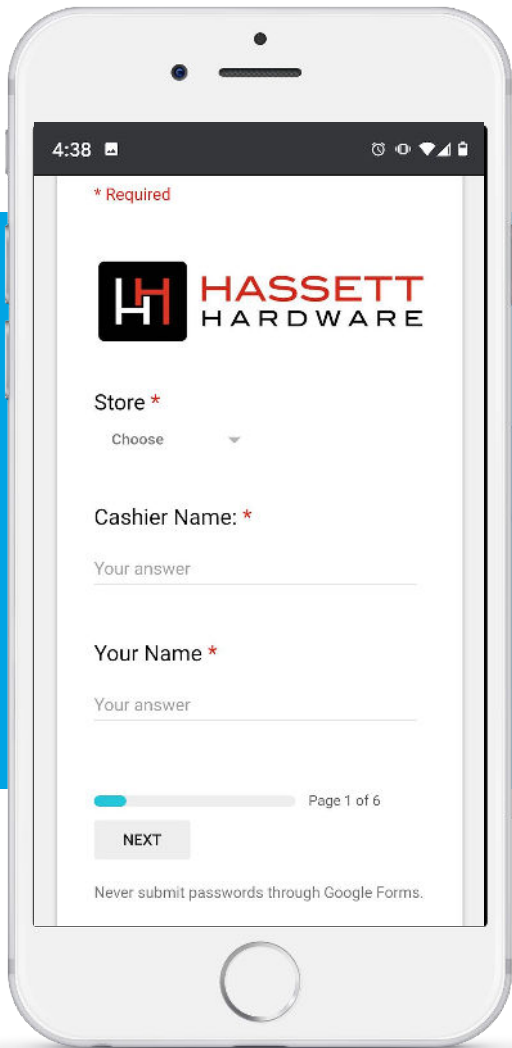 4:38
* Required
HH HASSETT
HARDWARE
Store *
Choose
Cashier Name: *
Your answer
Your Name *
Your answer
Page 1 of 6
NEXT
Never submit passwords through Google Forms.